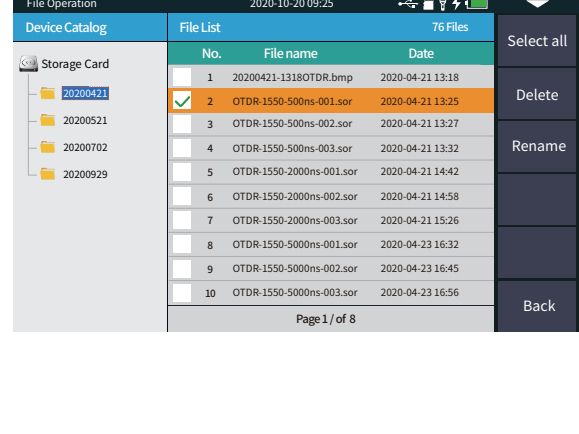 File Operation 2020-10-20 09:25
Device Catalog File List 76 Files
Select all
No. File name Date
Storage Card
1 20200421-1318OTDR.bmp 2020-04-21 13:18
20200421 Delete
2 OTDR-1550-500ns-001.sor 2020-04-21 13:25
20200521 3 OTDR-1550-500ns-002.sor 2020-04-21 13:27
20200702 4 OTDR-1550-500ns-003.sor 2020-04-21 13:32 Rename
20200929 5 OTDR-1550-2000ns-001.sor 2020-04-21 14:42
6 OTDR-1550-2000ns-002.sor 2020-04-21 14:58
7 OTDR-1550-2000ns-003.sor 2020-04-21 15:26
8 OTDR-1550-5000ns-001.sor 2020-04-23 16:32
9 OTDR-1550-5000ns-002.sor 2020-04-23 16:45
10 OTDR-1550-5000ns-003.sor 2020-04-23 16:56
Back
Page 1 / of 8